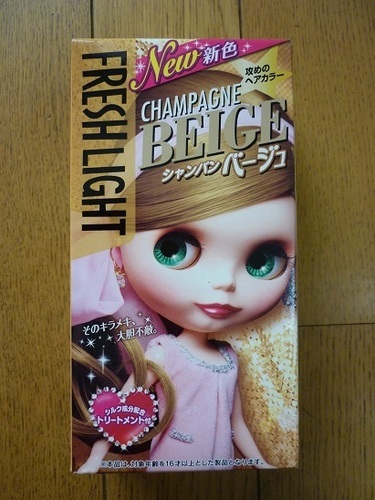 FRESHLIGHT
New新色
攻めの
ヘアカラー
CHAMPAGNE
BEIGE
シャンパンベージュ
そのキラメキ、
大胆不敵。
シルク成分配合
トリートメント付
※本品は、対象年齢を16才以上とした製品となります。